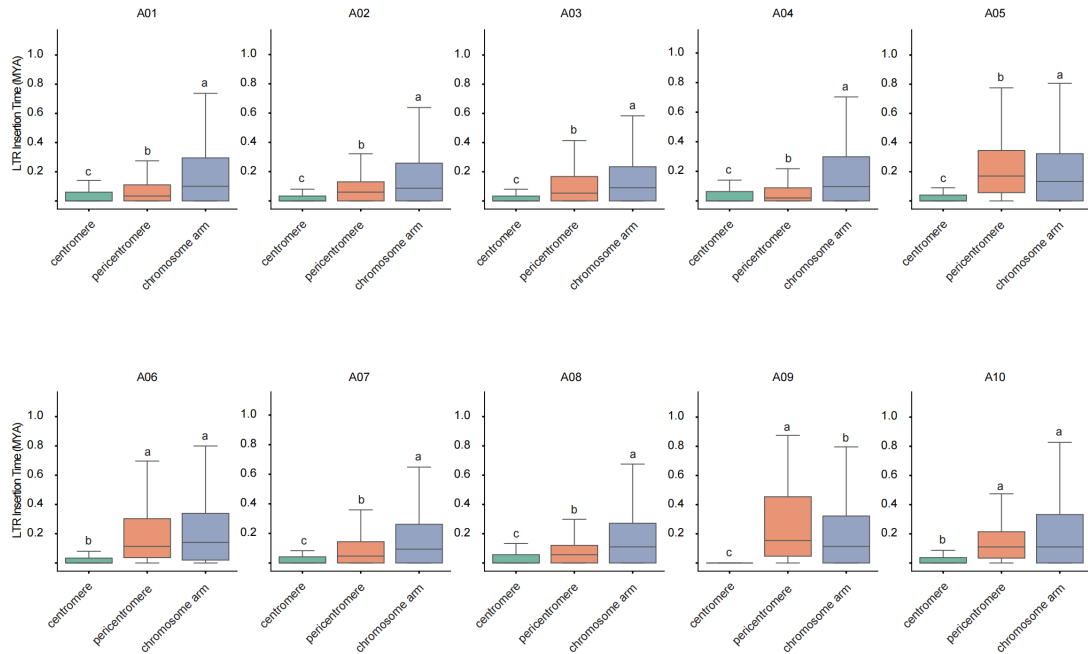 A01
A02
A03
A04
A05
LTR Insertion Time (MYA)
1.0
0.8
0.6
0.4
0.2
c
b
a
centromere
pericentromere
chromosome arm
1.0
0.8
0.6
0.4
0.2
c
b
a
centromere
pericentromere
chromosome arm
1.0
0.8
0.6
0.4
0.2
c
b
a
centromere
pericentromere
chromosome arm
1.0
0.8
0.6
0.4
0.2
c
b
a
centromere
pericentromere
chromosome arm
1.0
0.8
0.6
0.4
0.2
c
b
a
centromere
pericentromere
chromosome arm
A06
A07
A08
A09
A10
LTR Insertion Time (MYA)
1.0
0.8
0.6
0.4
0.2
b
a
a
centromere
pericentromere
chromosome arm
1.0
0.8
0.6
0.4
0.2
c
b
a
centromere
pericentromere
chromosome arm
1.0
0.8
0.6
0.4
0.2
c
b
a
centromere
pericentromere
chromosome arm
1.0
0.8
0.6
0.4
0.2
c
a
b
centromere
pericentromere
chromosome arm
1.0
0.8
0.6
0.4
0.2
b
a
a
centromere
pericentromere
chromosome arm